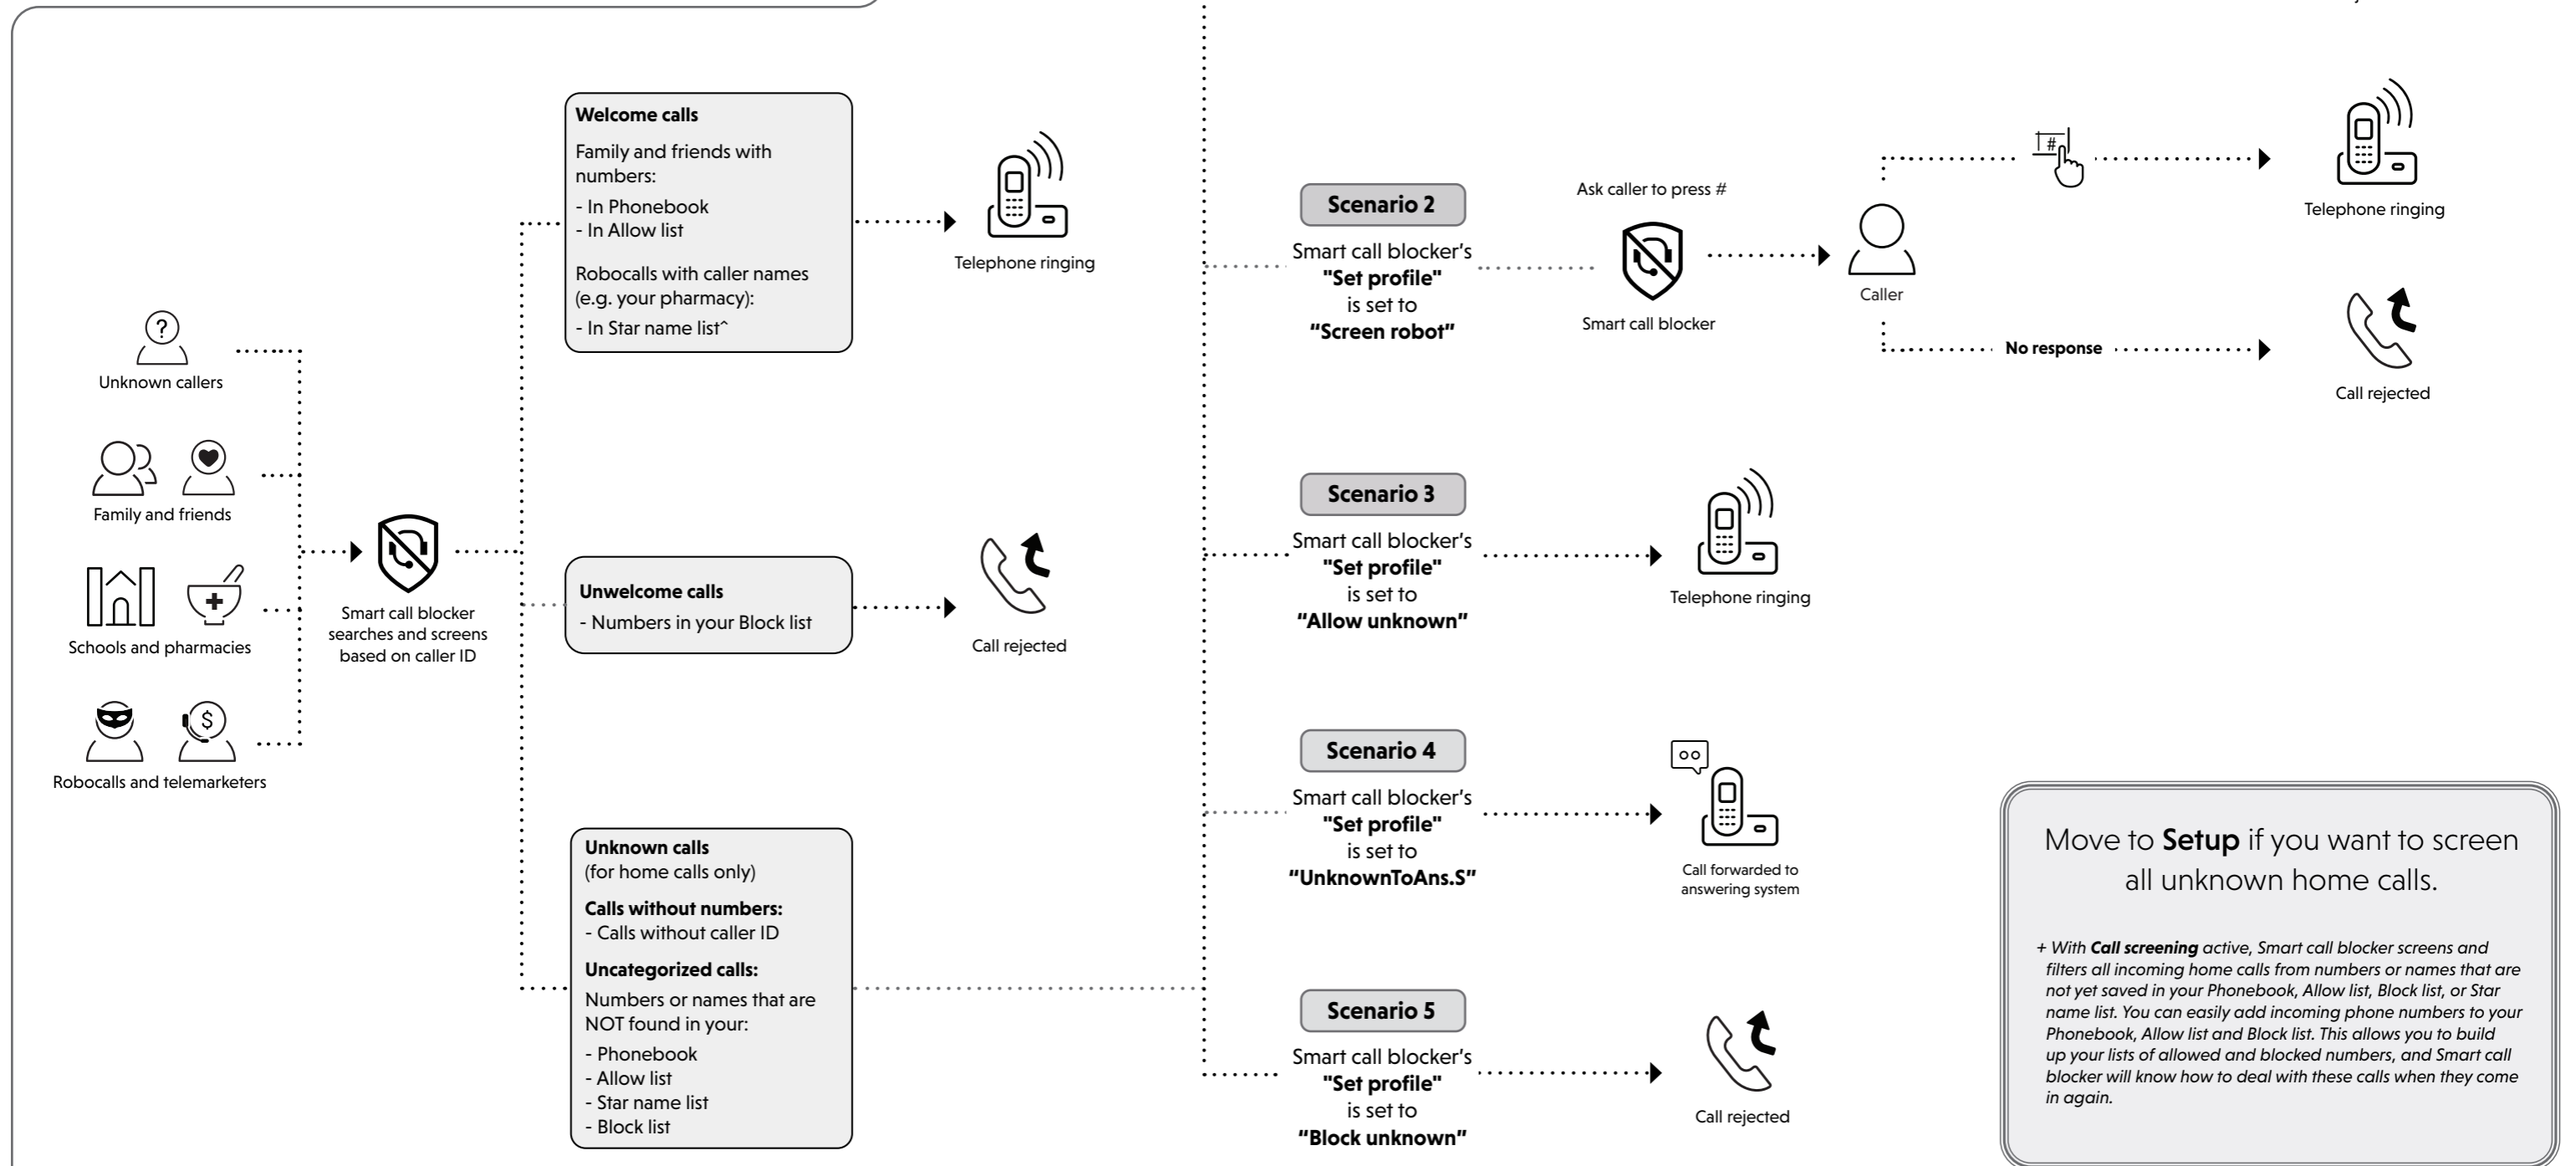 Unknown callers
Family and friends
Schools and pharmacies
Robocalls and telemarketers
Smart call blocker
searches and screens
based on caller ID
Welcome calls
Family and friends with
numbers:
- In Phonebook
- In Allow list
Robocalls with caller names
(e.g. your pharmacy):
- In Star name list^
Telephone ringing
Unwelcome calls
- Numbers in your Block list
Call rejected
Unknown calls
(for home calls only)
Calls without numbers:
- Calls without caller ID
Uncategorized calls:
Numbers or names that are
NOT found in your:
- Phonebook
- Allow list
- Star name list
- Block list
Scenario 2
Smart call blocker's
"Set profile"
is set to
“Screen robot”
Ask caller to press #
Smart call blocker
Caller
#
Telephone ringing
No response
Call rejected
Scenario 3
Smart call blocker's
"Set profile"
is set to
“Allow unknown”
Telephone ringing
Scenario 4
Smart call blocker's
"Set profile"
is set to
“UnknownToAns.S”
Call forwarded to
answering system
Scenario 5
Smart call blocker's
"Set profile"
is set to
“Block unknown”
Call rejected
Move to Setup if you want to screen
all unknown home calls.
+ With Call screening active, Smart call blocker screens and
filters all incoming home calls from numbers or names that are
not yet saved in your Phonebook, Allow list, Block list, or Star
name list. You can easily add incoming phone numbers to your
Phonebook, Allow list and Block list. This allows you to build
up your lists of allowed and blocked numbers, and Smart call
blocker will know how to deal with these calls when they come
in again.